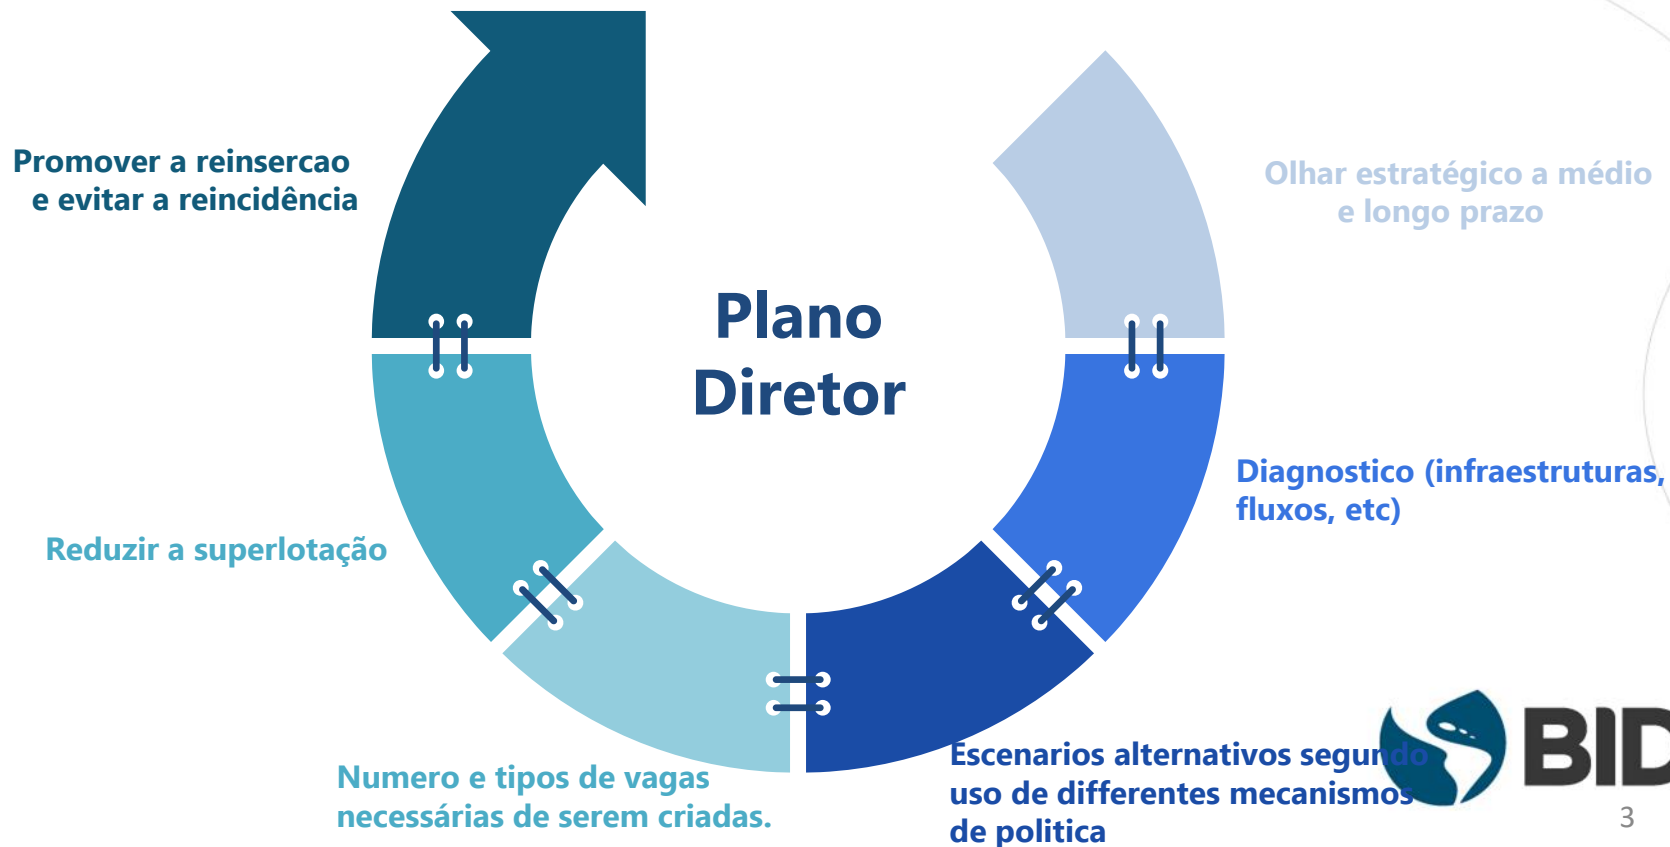 Plano
Diretor
Olhar estratégico a médio
e longo prazo
Diagnostico (infraestruturas,
fluxos, etc)
Escenarios alternativos segundo
uso de differentes mecanismos
de politica
Numero e tipos de vagas
necessárias de serem criadas.
Reduzir a superlotação
Promover a reinsercao
e evitar a reincidência
BID
3